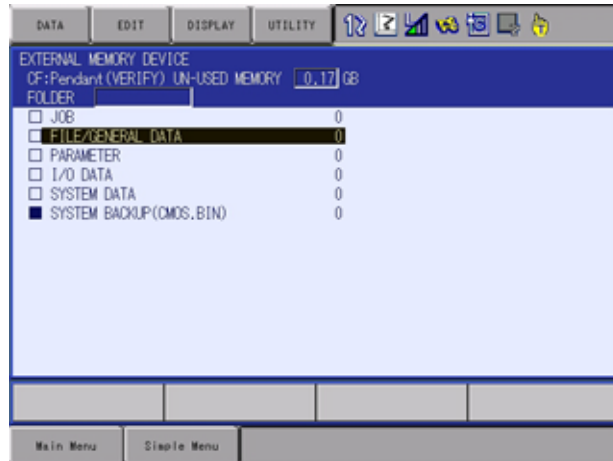 DATA EDIT DISPLAY UTILITY
EXTERNAL MEMORY DEVICE
CF:Pendant(VERIFY) UN-USED MEMORY 0.17 GB
FOLDER
JOB 0
FILE/GENERAL DATA 0
PARAMETER 0
I/O DATA 0
SYSTEM DATA 0
SYSTEM BACKUP(CMOS.BIN) 0
Main Menu Simple Menu